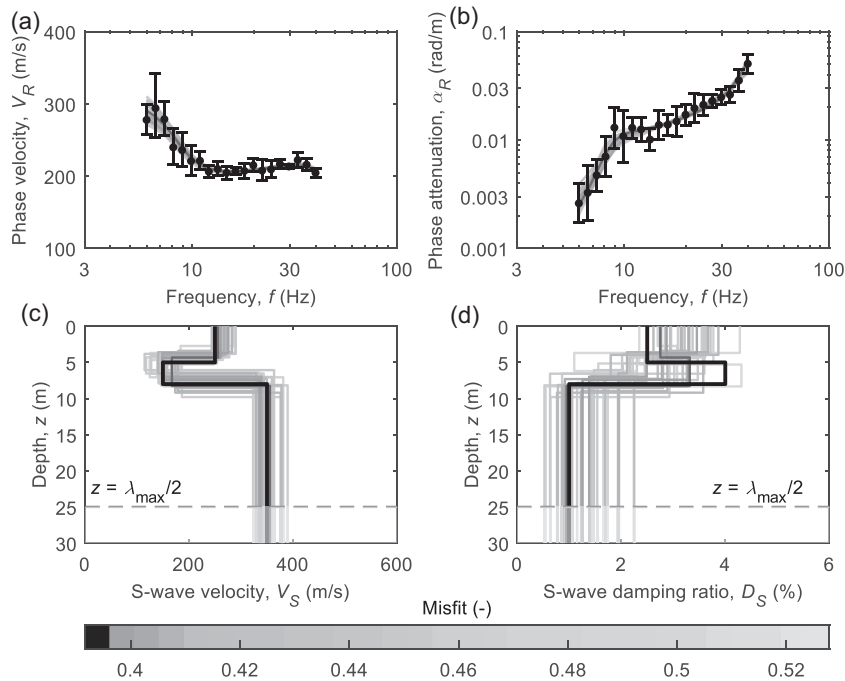 (a)
400
300
200
100
Phase velocity, V_R (m/s)
3 10 30 100
Frequency, f (Hz)
(b)
0.1
0.03
0.01
0.003
0.001
Phase attenuation, α_R (rad/m)
3 10 30 100
Frequency, f (Hz)
(c)
0
5
10
15
20
25
30
Depth, z (m)
z = λ_max/2
0 200 400 600
S-wave velocity, V_S (m/s)
(d)
0
5
10
15
20
25
30
Depth, z (m)
z = λ_max/2
0 2 4 6
S-wave damping ratio, D_S (%)
Misfit (-)
0.4 0.42 0.44 0.46 0.48 0.5 0.52